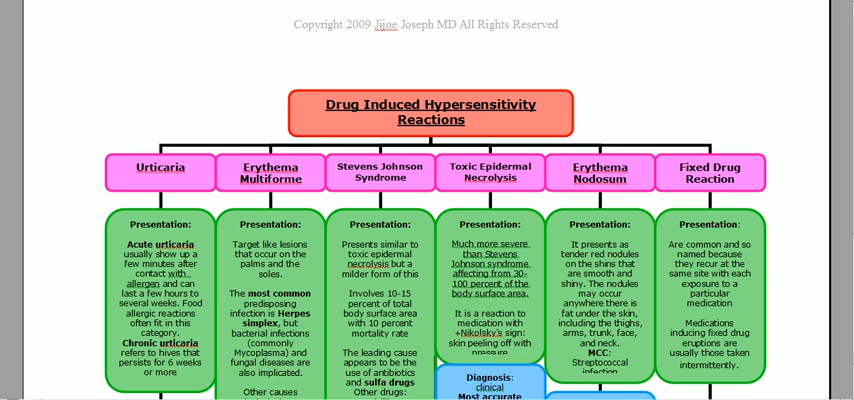 Copyright 2009 Jijoe Joseph MD All Rights Reserved
Drug Induced Hypersensitivity
Reactions
Urticaria
Erythema
Multiforme
Stevens Johnson
Syndrome
Toxic Epidermal
Necrolysis
Erythema
Nodosum
Fixed Drug
Reaction
Presentation:
Acute urticaria
usually show up a
few minutes after
contact with
allergen and can
last a few hours to
several weeks. Food
allergic reactions
often fit in this
category.
Chronic urticaria
refers to hives that
persists for 6 weeks
or more
Presentation:
Target like lesions
that occur on the
palms and the
soles.
The most common
predisposing
infection is Herpes
simplex, but
bacterial infections
(commonly
Mycoplasma) and
fungal diseases are
also implicated.
Other causes
Presentation:
Presents similar to
toxic epidermal
necrolysis but a
milder form of this
Involves 10-15
percent of total
body surface area
with 10 percent
mortality rate
The leading cause
appears to be the
use of antibiotics
and sulfa drugs
Other drugs:
Presentation:
Much more severe
than Stevens
Johnson syndrome
affecting from 30-
100 percent of the
body surface area.
It is a reaction to
medication with
+Nikolsky's sign:
skin peeling off with
pressure
Diagnosis:
clinical
Most accurate
Presentation:
It presents as
tender red nodules
on the shins that
are smooth and
shiny. The nodules
may occur
anywhere there is
fat under the skin,
including the thighs,
arms, trunk, face,
and neck.
MCC:
Streptococcal
infection
Presentation:
Are common and so
named because
they recur at the
same site with each
exposure to a
particular
medication
Medications
inducing fixed drug
eruptions are
usually those taken
intermittently.